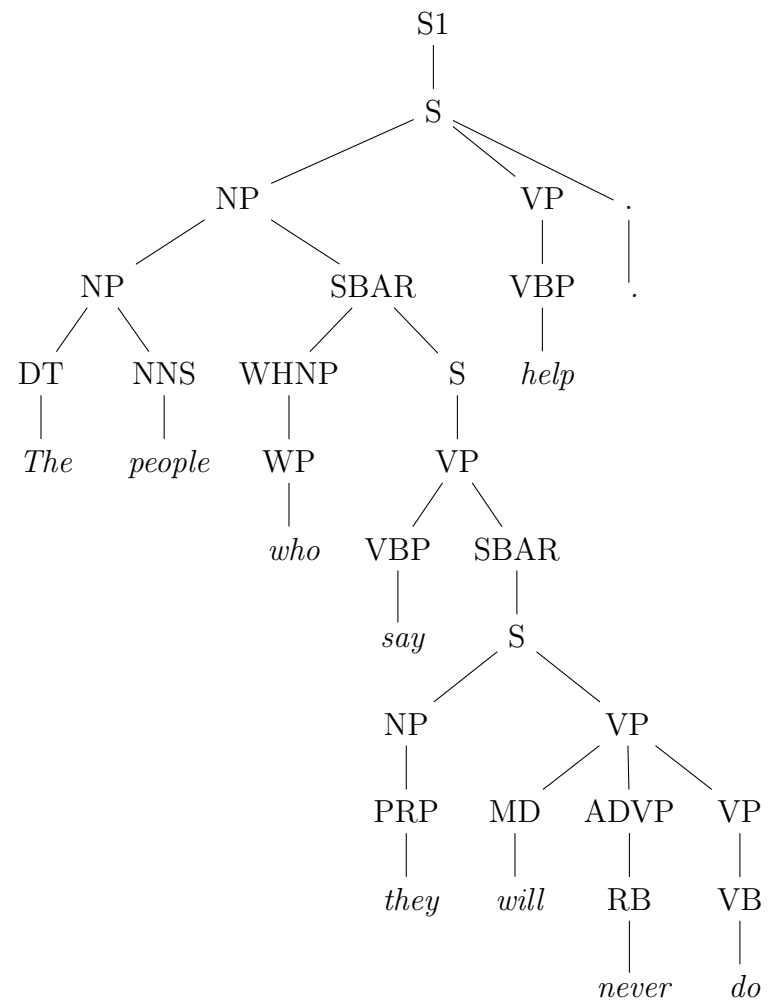 S1
S
NP VP .
NP SBAR VBP .
DT NNS WHNP S help
The people WP VP
who VBP SBAR
say S
NP VP
PRP MD ADVP VP
they will RB VB
never do